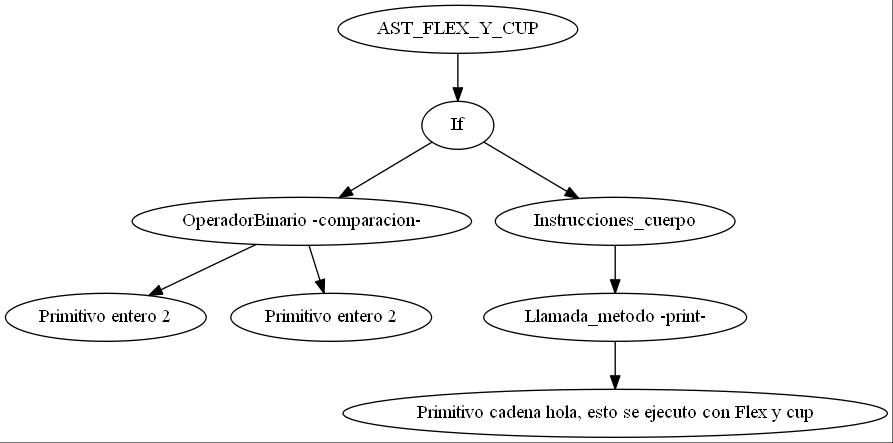 AST_FLEX_Y_CUP
If
OperadorBinario -comparacion-
Instrucciones_cuerpo
Primitivo entero 2
Primitivo entero 2
Llamada_metodo -print-
Primitivo cadena hola, esto se ejecuto con Flex y cup